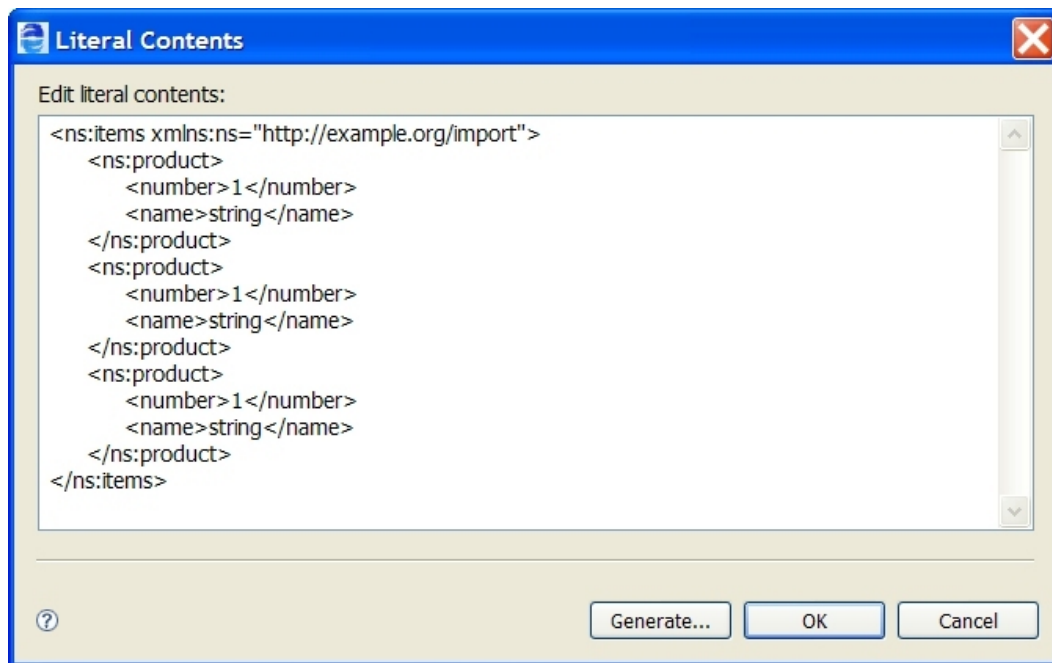 Literal Contents
Edit literal contents:
<ns:items xmlns:ns="http://example.org/import">
<ns:product>
<number>1</number>
<name>string</name>
</ns:product>
<ns:product>
<number>1</number>
<name>string</name>
</ns:product>
<ns:product>
<number>1</number>
<name>string</name>
</ns:product>
</ns:items>
? Generate... OK Cancel